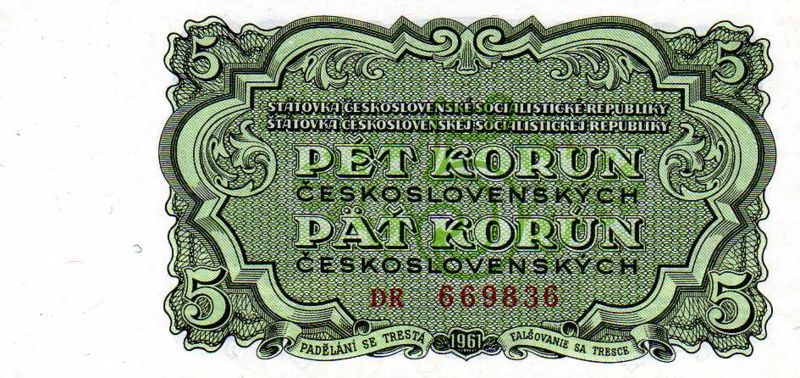 5 5
STÁTOVKA ČESKOSLOVENSKÉ SOCIALISTICKÉ REPUBLIKY
ŠTÁTOVKA ČESKOSLOVENSKEJ SOCIALISTICKEJ REPUBLIKY
PĚT KORUN
ČESKOSLOVENSKÝCH
PÄŤ KORÚN
ČESKOSLOVENSKÝCH
5 DR 669836 5
PADĚLÁNÍ SE TRESTÁ 1961 FALŠOVANIE SA TRESCE